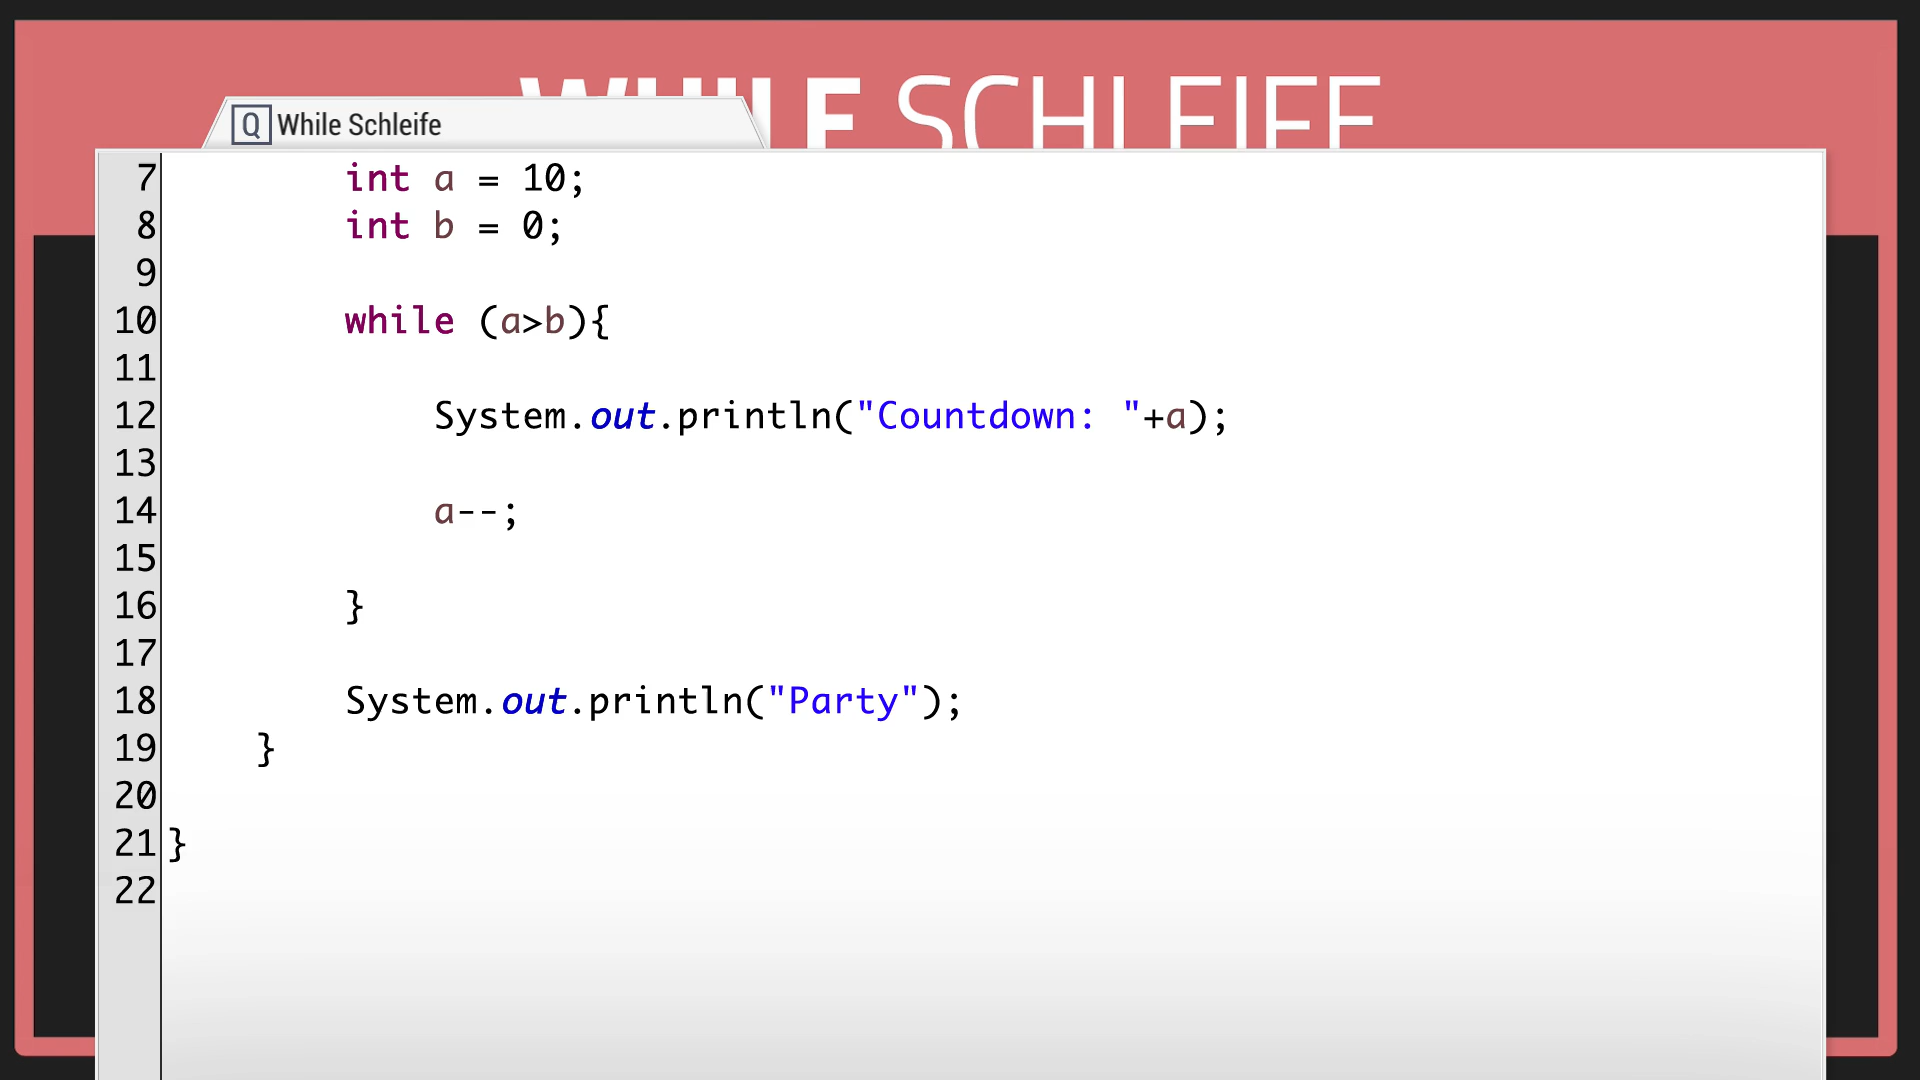 WHILE SCHLEIFE
Q While Schleife
7 int a = 10;
8 int b = 0;
9
10 while (a>b){
11
12 System.out.println("Countdown: "+a);
13
14 a--;
15
16 }
17
18 System.out.println("Party");
19 }
20
21 }
22